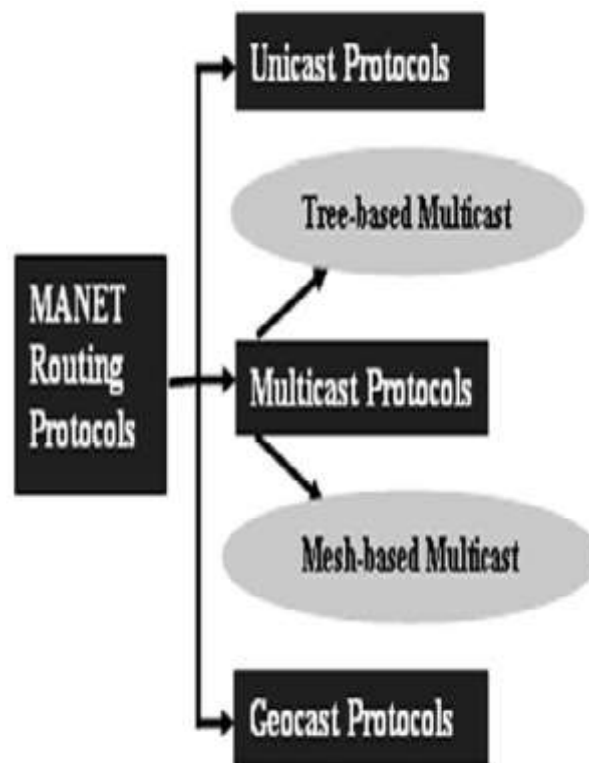 Unicast Protocols
Tree-based Multicast
MANET
Routing
Protocols
Multicast Protocols
Mesh-based Multicast
Geocast Protocols